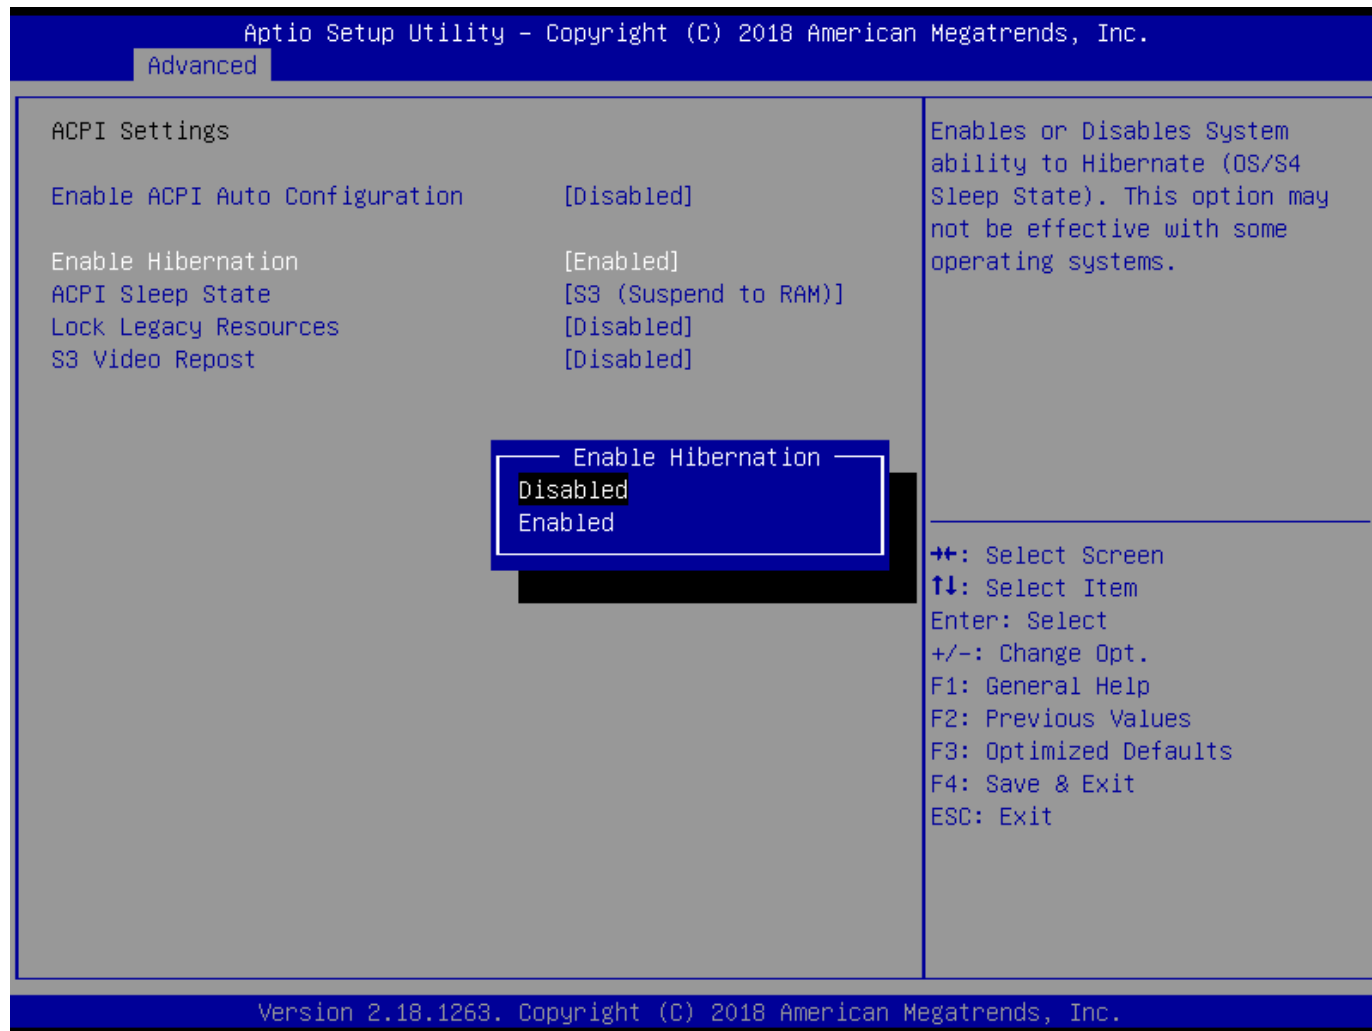 Aptio Setup Utility – Copyright (C) 2018 American Megatrends, Inc.
Advanced
ACPI Settings
Enable ACPI Auto Configuration [Disabled]
Enable Hibernation [Enabled]
ACPI Sleep State [S3 (Suspend to RAM)]
Lock Legacy Resources [Disabled]
S3 Video Repost [Disabled]
Enable Hibernation
Disabled
Enabled
Enables or Disables System
ability to Hibernate (OS/S4
Sleep State). This option may
not be effective with some
operating systems.
→←: Select Screen
↑↓: Select Item
Enter: Select
+/-: Change Opt.
F1: General Help
F2: Previous Values
F3: Optimized Defaults
F4: Save & Exit
ESC: Exit
Version 2.18.1263. Copyright (C) 2018 American Megatrends, Inc.